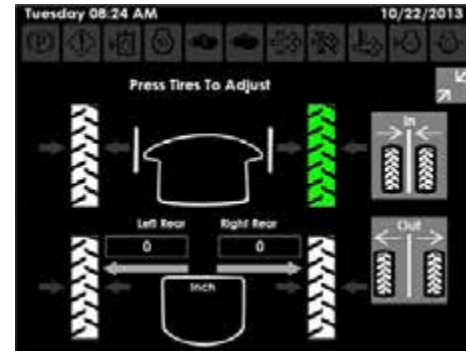 Tuesday 08:24 AM 10/22/2013
Press Tires To Adjust
In
Left Rear Right Rear
0 0
Inch
Out